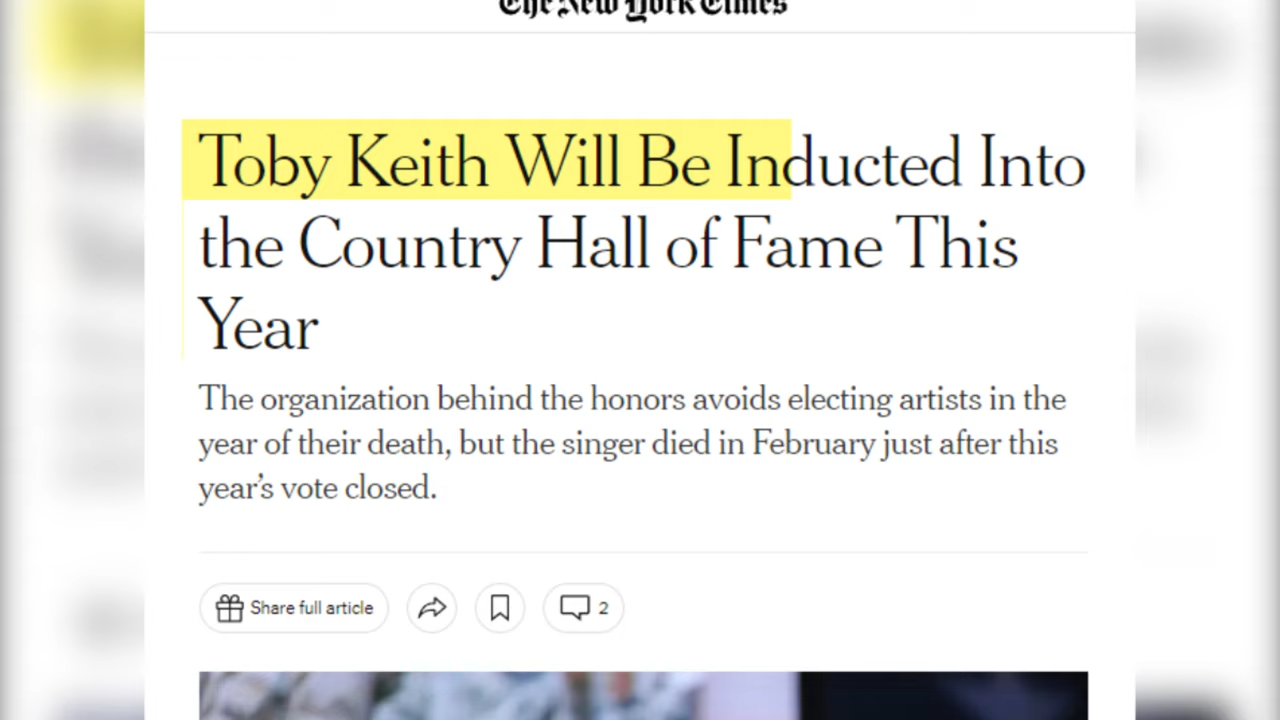 The New York Times
Toby Keith Will Be Inducted Into
the Country Hall of Fame This
Year
The organization behind the honors avoids electing artists in the
year of their death, but the singer died in February just after this
year’s vote closed.
Share full article
2